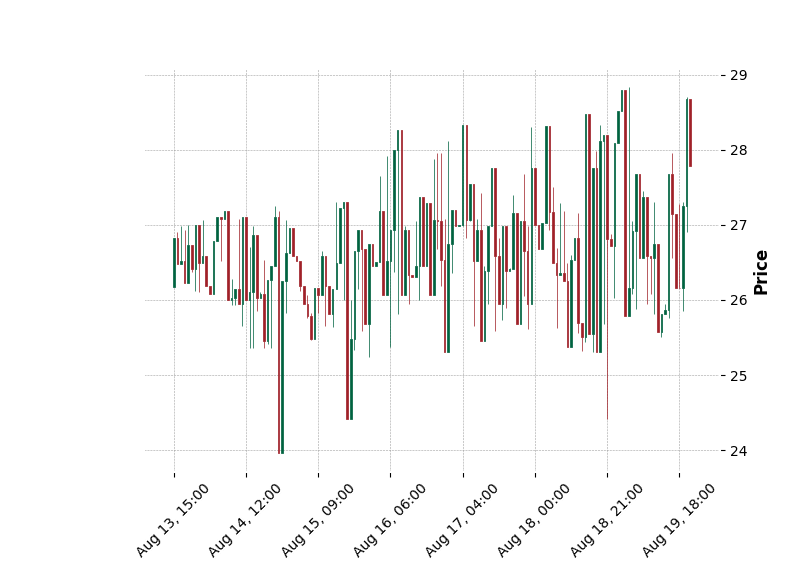 29
28
27
26
25
24
Price
Aug 13, 15:00
Aug 14, 12:00
Aug 15, 09:00
Aug 16, 06:00
Aug 17, 04:00
Aug 18, 00:00
Aug 18, 21:00
Aug 19, 18:00